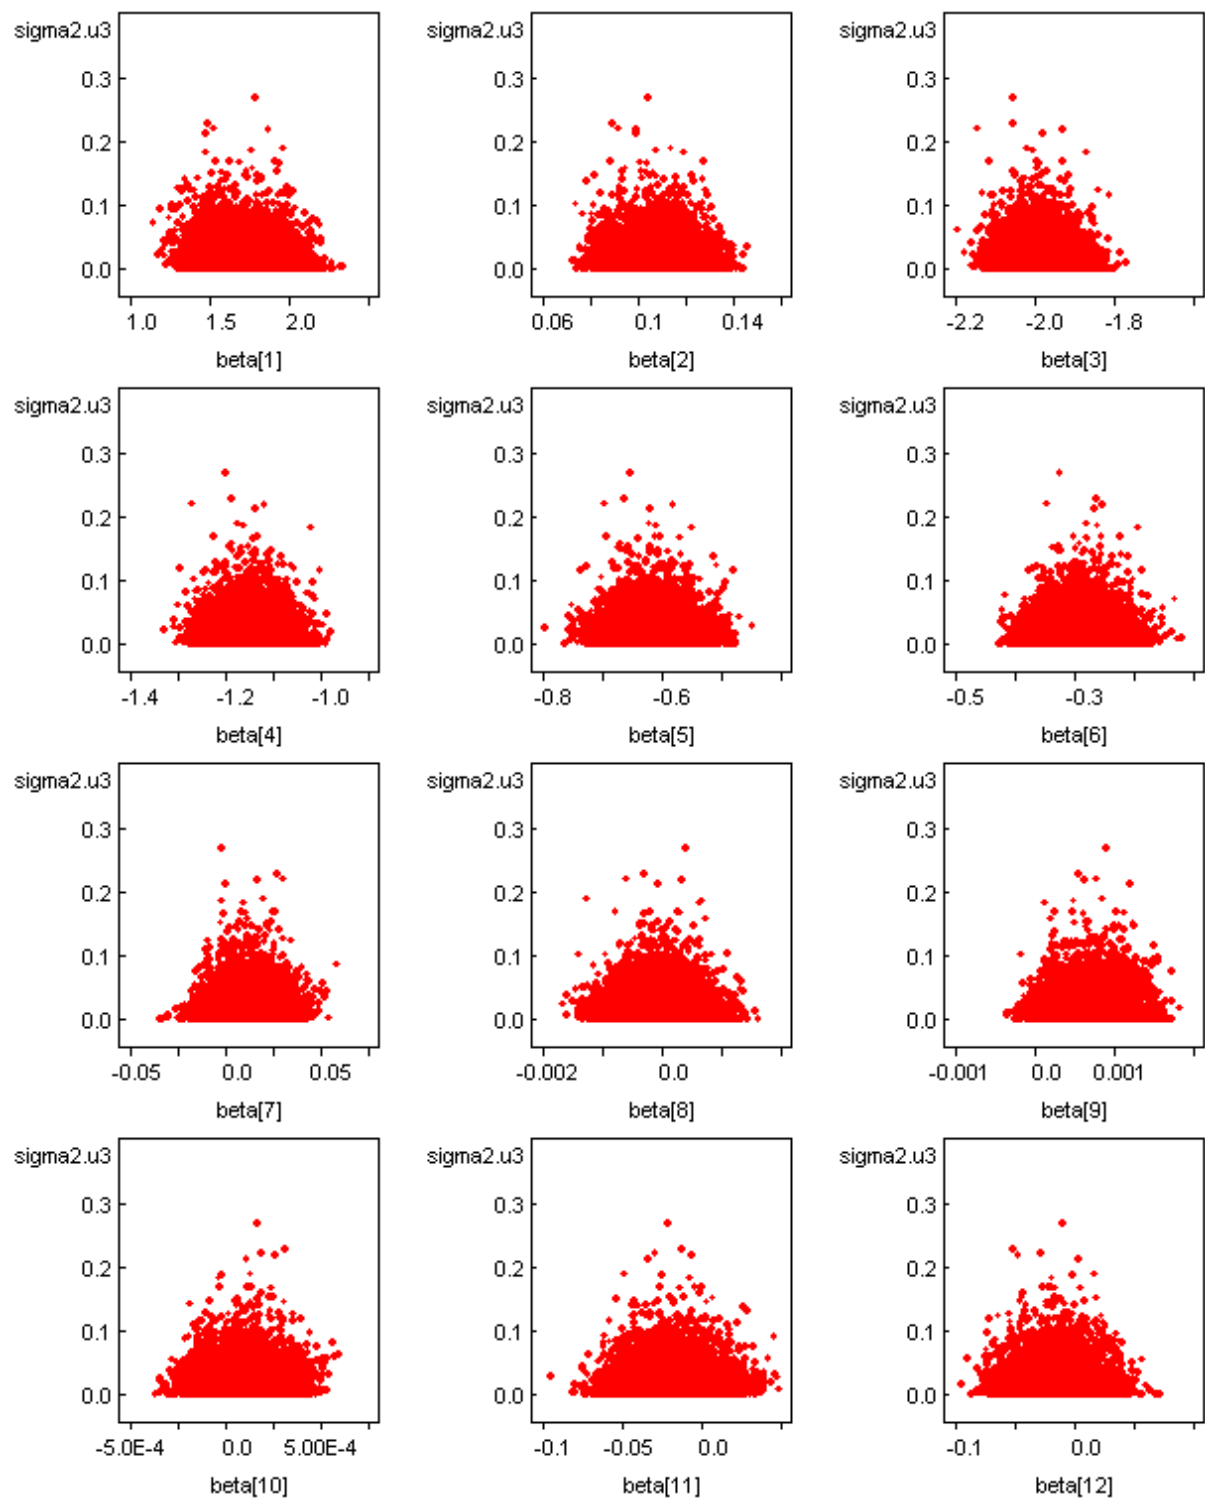 sigma2.u3 sigma2.u3 sigma2.u3
0.3 0.3 0.3
0.2 0.2 0.2
0.1 0.1 0.1
0.0 0.0 0.0
1.0 1.5 2.0 0.06 0.1 0.14 -2.2 -2.0 -1.8
beta[1] beta[2] beta[3]
sigma2.u3 sigma2.u3 sigma2.u3
0.3 0.3 0.3
0.2 0.2 0.2
0.1 0.1 0.1
0.0 0.0 0.0
-1.4 -1.2 -1.0 -0.8 -0.6 -0.5 -0.3
beta[4] beta[5] beta[6]
sigma2.u3 sigma2.u3 sigma2.u3
0.3 0.3 0.3
0.2 0.2 0.2
0.1 0.1 0.1
0.0 0.0 0.0
-0.05 0.0 0.05 -0.002 0.0 -0.001 0.0 0.001
beta[7] beta[8] beta[9]
sigma2.u3 sigma2.u3 sigma2.u3
0.3 0.3 0.3
0.2 0.2 0.2
0.1 0.1 0.1
0.0 0.0 0.0
-5.0E-4 0.0 5.00E-4 -0.1 -0.05 0.0 -0.1 0.0
beta[10] beta[11] beta[12]